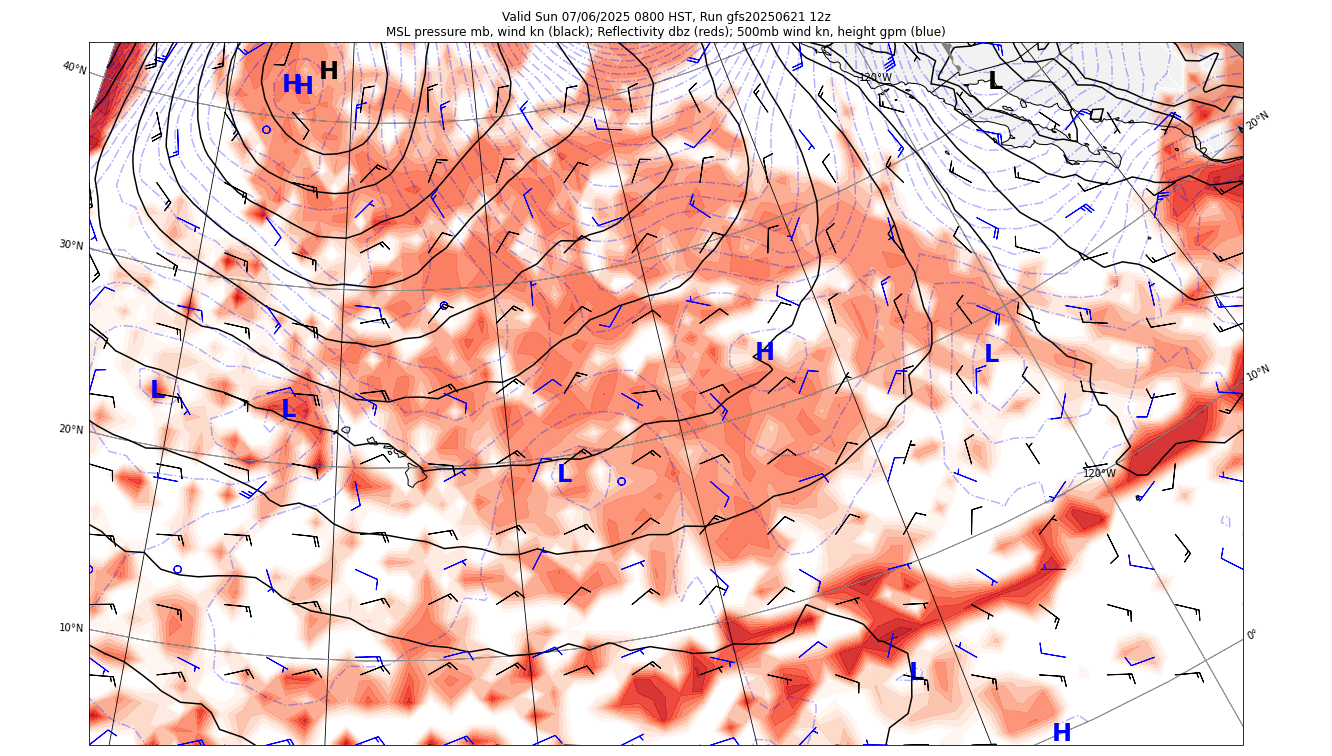 Valid Sun 07/06/2025 0800 HST, Run gfs20250621 12z
MSL pressure mb, wind kn (black); Reflectivity dbz (reds); 500mb wind kn, height gpm (blue)
40°N
H
H
H
120°W
L
20°N
30°N
H
L
10°N
L
L
20°N
L
120°W
10°N
0°
L
H